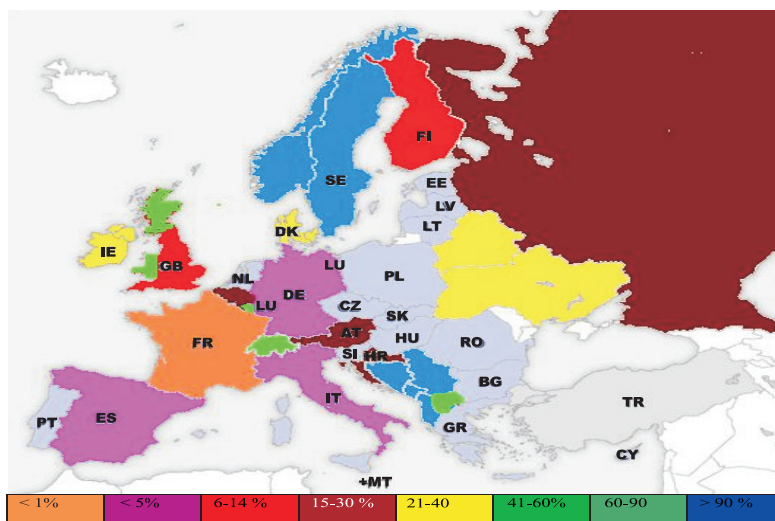 FI
SE
EE
LV
LT
DK
IE
GB
NL
LU
PL
DE
LU
CZ
SK
AT
HU
FR
SI
HR
RO
BG
IT
ES
PT
TR
GR
CY
+MT
< 1% < 5% 6-14 % 15-30 % 21-40 41-60% 60-90 > 90 %